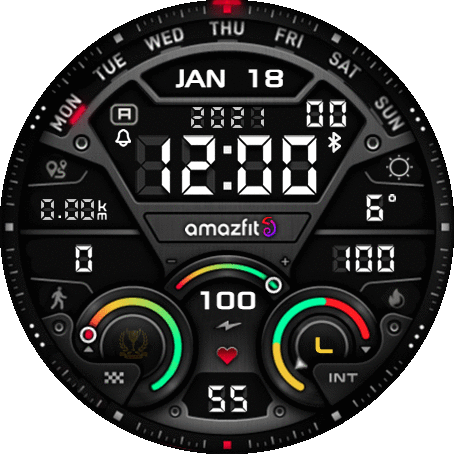 MON TUE WED THU FRI SAT SUN
JAN 18
A 2021 00
12:00
0.00km 6°
amazfit
0 100
- +
100
L
INT
55